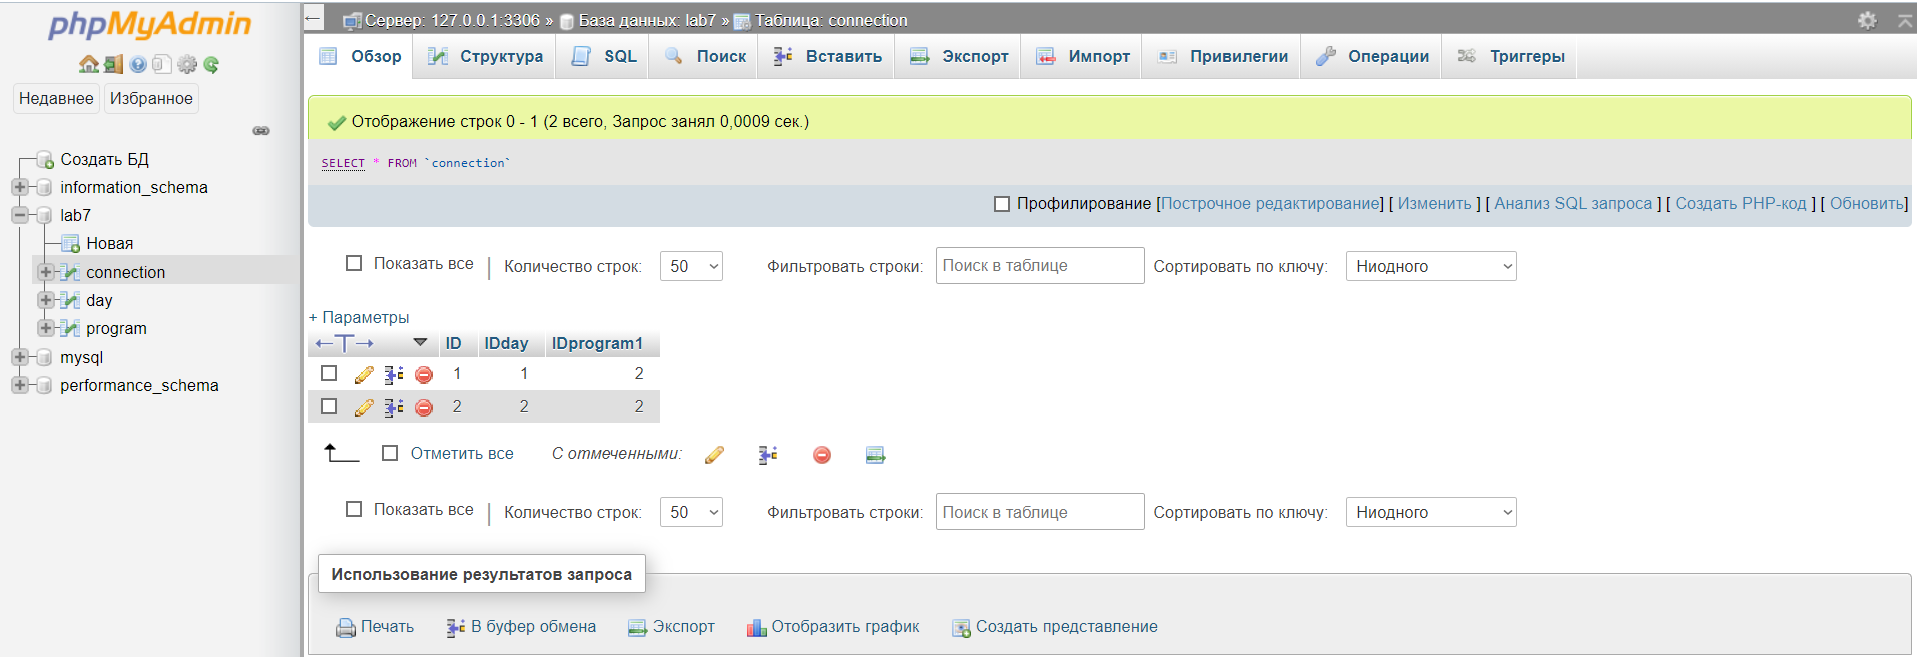 phpMyAdmin
Недавнее Избранное
Создать БД
information_schema
lab7
Новая
connection
day
program
mysql
performance_schema
Сервер: 127.0.0.1:3306 » База данных: lab7 » Таблица: connection
Обзор Структура SQL Поиск Вставить Экспорт Импорт Привилегии Операции Триггеры
Отображение строк 0 - 1 (2 всего, Запрос занял 0,0009 сек.)
SELECT * FROM `connection`
Профилирование [Построчное редактирование] [ Изменить ] [ Анализ SQL запроса ] [ Создать PHP-код ] [ Обновить]
Показать все | Количество строк: 50 Фильтровать строки: Поиск в таблице Сортировать по ключу: Ниодного
+ Параметры
←T→ ID IDday IDprogram1
1 1 2
2 2 2
Отметить все С отмеченными:
Показать все | Количество строк: 50 Фильтровать строки: Поиск в таблице Сортировать по ключу: Ниодного
Использование результатов запроса
Печать В буфер обмена Экспорт Отобразить график Создать представление